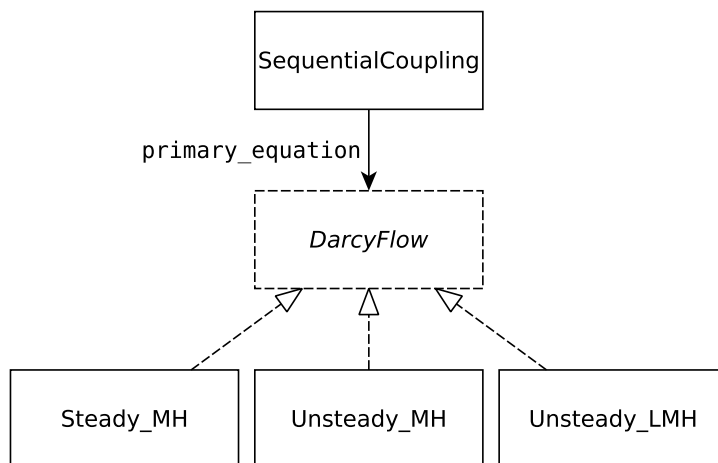 SequentialCoupling
primary_equation
DarcyFlow
Steady_MH
Unsteady_MH
Unsteady_LMH